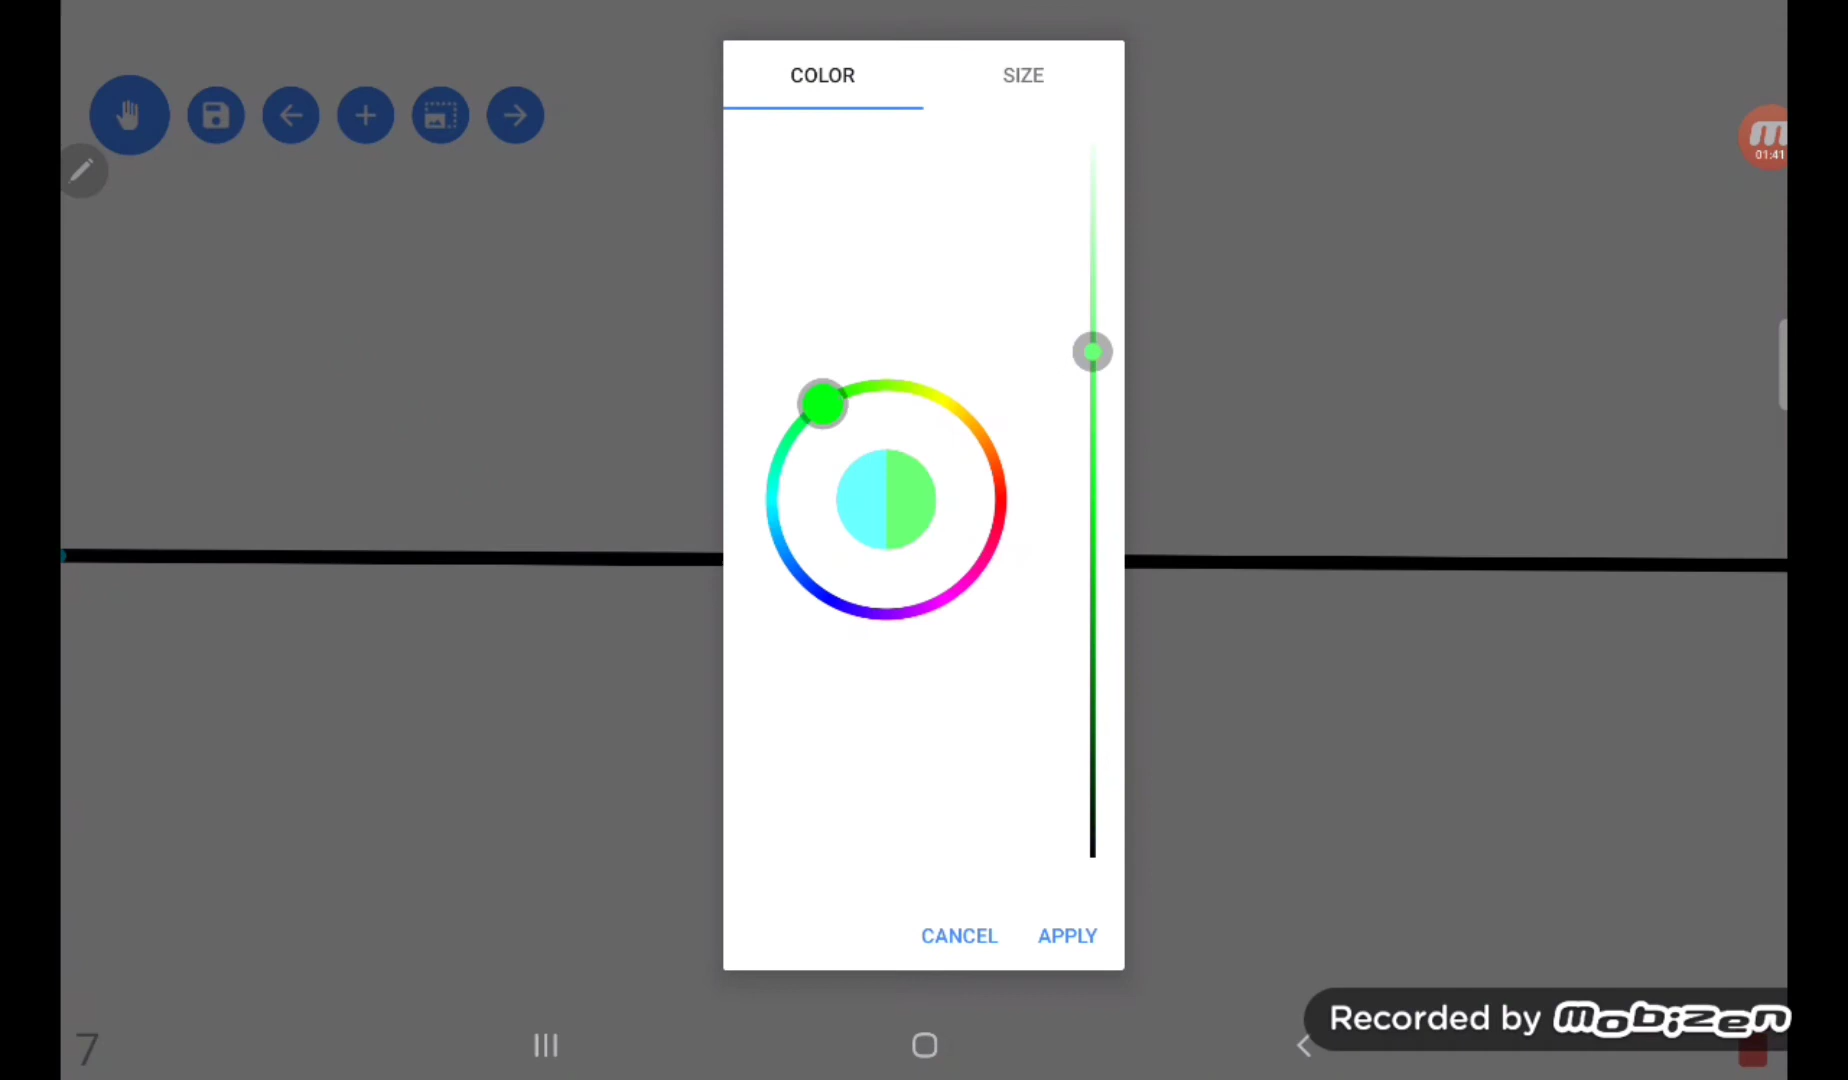 COLOR SIZE
01:41
CANCEL APPLY
Recorded by mobizen
7